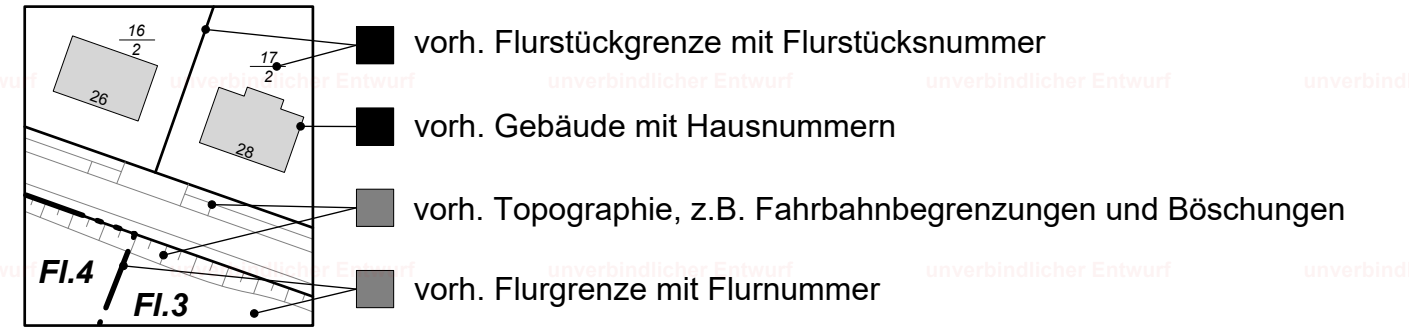 16
2
17
2
vorh. Flurstückgrenze mit Flurstücksnummer
unverbindlicher Entwurf unverbindlicher Entwurf unverbindlicher Entwurf
26
28
vorh. Gebäude mit Hausnummern
vorh. Topographie, z.B. Fahrbahnbegrenzungen und Böschungen
Fl.4
unverbindlicher Entwurf unverbindlicher Entwurf unverbindlicher Entwurf
Fl.3
vorh. Flurgrenze mit Flurnummer